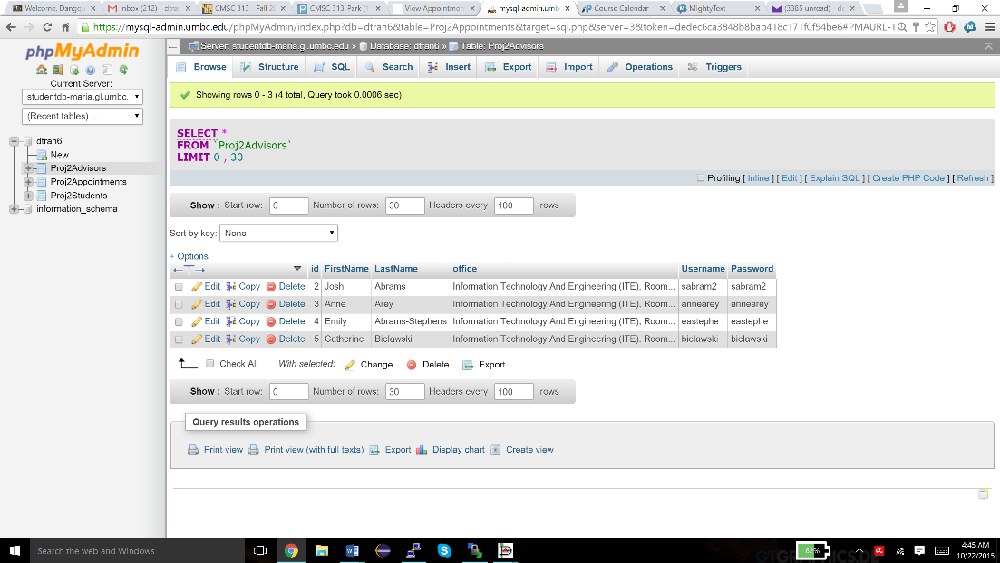 Welcome, Dangou
Inbox (212) dtran
CMSC 313 Fall 20
CMSC 313 Park (1
View Appointmen
mysql-admin.umb
Course Calendar
MightyText
(3385 unread) de
https://mysql-admin.umbc.edu/phpMyAdmin/index.php?db=dtran6&table=Proj2Appointments&target=sql.php&server=3&token=dedec6ca3848b8bab418c171f0f94be6#PMAURL-1
phpMyAdmin
Current Server:
studentdb-maria.gl.umbc.
(Recent tables) ...
dtran6
New
Proj2Advisors
Proj2Appointments
Proj2Students
information_schema
Server: studentdb-maria.gl.umbc.edu » Database: dtran6 » Table: Proj2Advisors
Browse Structure SQL Search Insert Export Import Operations Triggers
Showing rows 0 - 3 (4 total, Query took 0.0006 sec)
SELECT *
FROM `Proj2Advisors`
LIMIT 0 , 30
Profiling [ Inline ] [ Edit ] [ Explain SQL ] [ Create PHP Code ] [ Refresh ]
Show : Start row: 0 Number of rows: 30 Headers every 100 rows
Sort by key: None
+ Options
←T→ id FirstName LastName office Username Password
Edit Copy Delete 2 Josh Abrams Information Technology And Engineering (ITE), Room... sabram2 sabram2
Edit Copy Delete 3 Anne Arey Information Technology And Engineering (ITE), Room... annearey annearey
Edit Copy Delete 4 Emily Abrams-Stephens Information Technology And Engineering (ITE), Room... eastephe eastephe
Edit Copy Delete 5 Catherine Bielawski Information Technology And Engineering (ITE), Room... bielawski bielawski
Check All With selected: Change Delete Export
Show : Start row: 0 Number of rows: 30 Headers every 100 rows
Query results operations
Print view Print view (with full texts) Export Display chart Create view
Search the web and Windows
62%
4:45 AM
10/22/2015